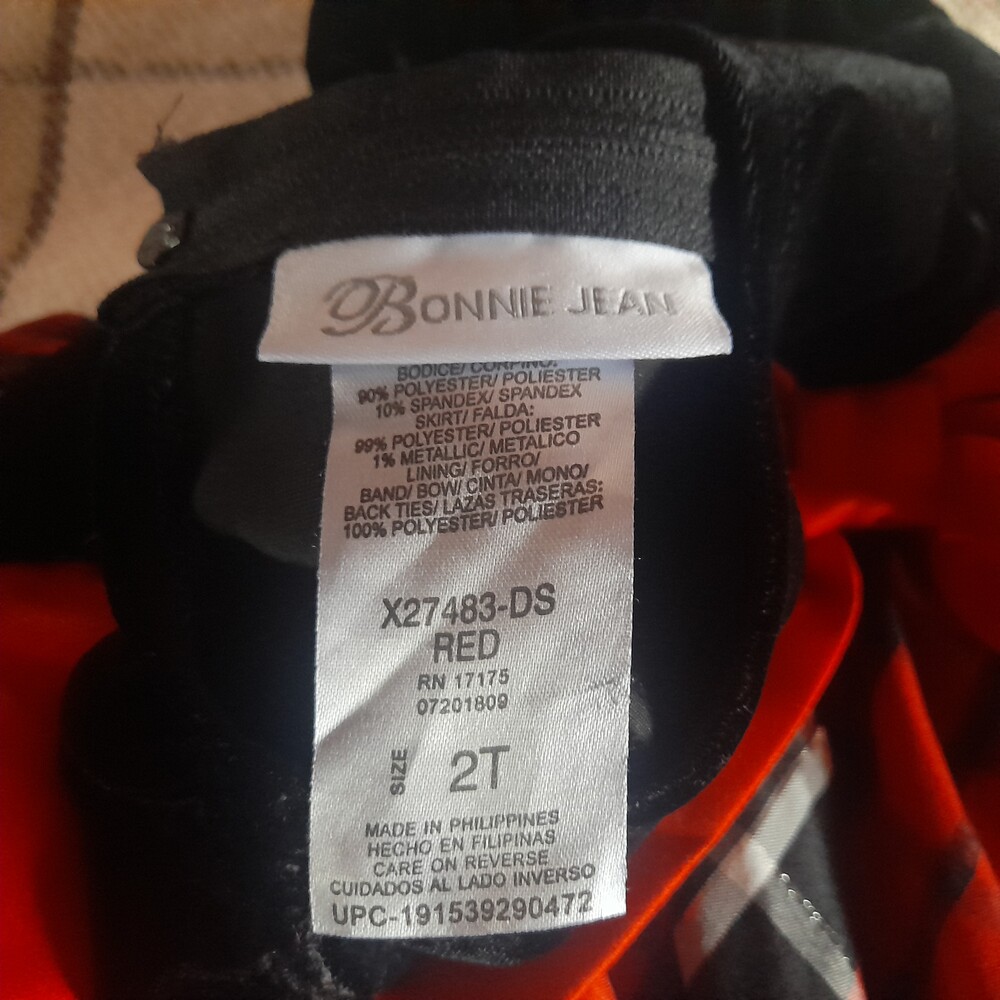 BONNIE JEAN
BODICE/ CORPINO:
90% POLYESTER/ POLIESTER
10% SPANDEX/ SPANDEX
SKIRT/ FALDA:
99% POLYESTER/ POLIESTER
1% METALLIC/ METALICO
LINING/ FORRO/
BAND/ BOW/ CINTA/ MONO/
BACK TIES/ LAZAS TRASERAS:
100% POLYESTER/ POLIESTER
X27483-DS
RED
RN 17175
07201809
SIZE 2T
MADE IN PHILIPPINES
HECHO EN FILIPINAS
CARE ON REVERSE
CUIDADOS AL LADO INVERSO
UPC-191539290472